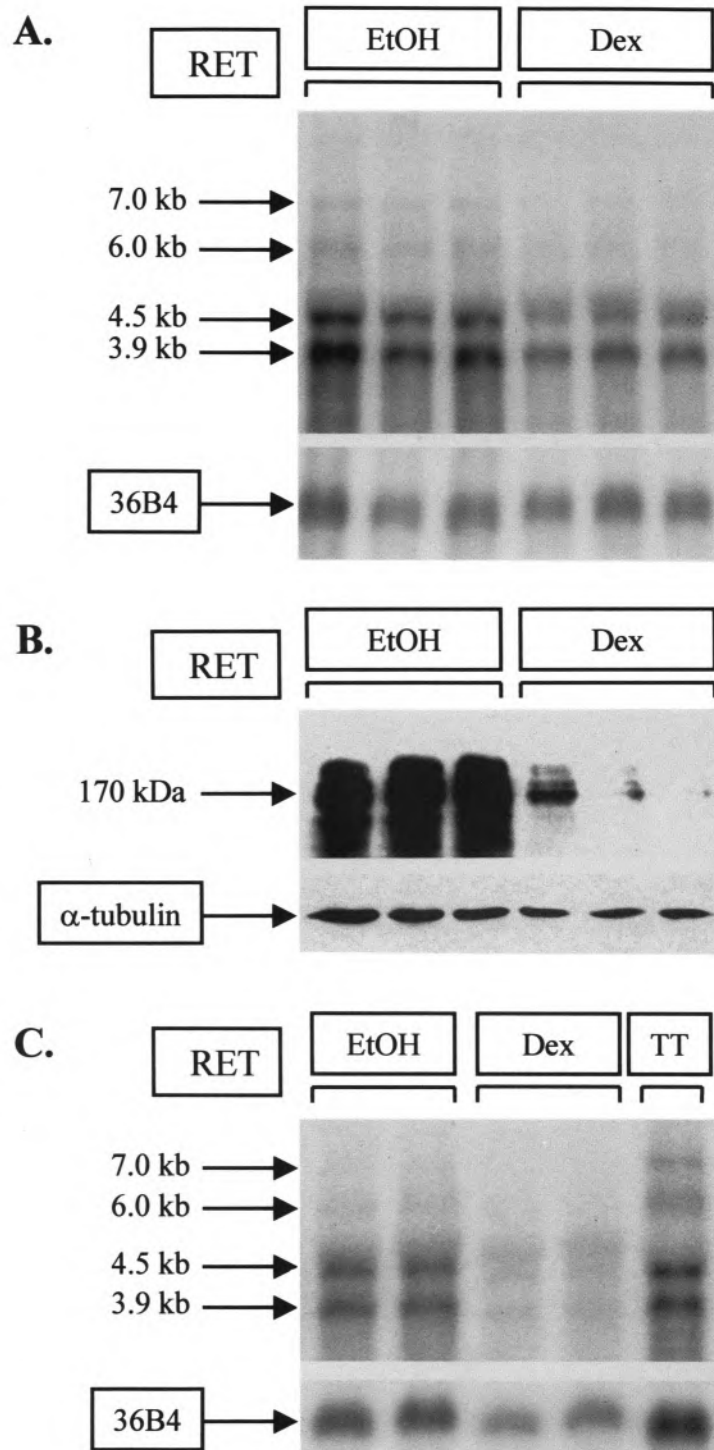 A.
EtOH Dex
RET
7.0 kb
6.0 kb
4.5 kb
3.9 kb
36B4
B.
EtOH Dex
RET
170 kDa
α-tubulin
C.
EtOH Dex TT
RET
7.0 kb
6.0 kb
4.5 kb
3.9 kb
36B4